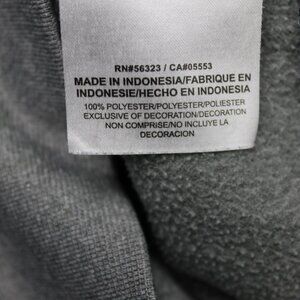 RN#56323 / CA#05553
MADE IN INDONESIA/FABRIQUE EN
INDONESIE/HECHO EN INDONESIA
100% POLYESTER/POLYESTER/POLIESTER
EXCLUSIVE OF DECORATION/DECORATION
NON COMPRISE/NO INCLUYE LA
DECORACION